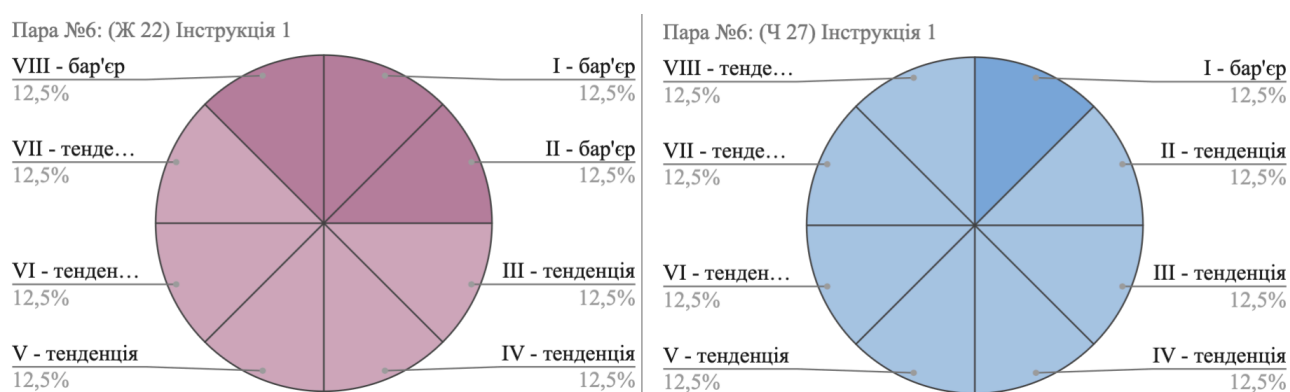 Пара №6: (Ж 22) Інструкція 1
VIII - бар'єр
12,5%
I - бар'єр
12,5%
VII - тенде…
12,5%
II - бар'єр
12,5%
VI - тенден…
12,5%
III - тенденція
12,5%
V - тенденція
12,5%
IV - тенденція
12,5%
Пара №6: (Ч 27) Інструкція 1
VIII - тенде…
12,5%
I - бар'єр
12,5%
VII - тенде…
12,5%
II - тенденція
12,5%
VI - тенден…
12,5%
III - тенденція
12,5%
V - тенденція
12,5%
IV - тенденція
12,5%